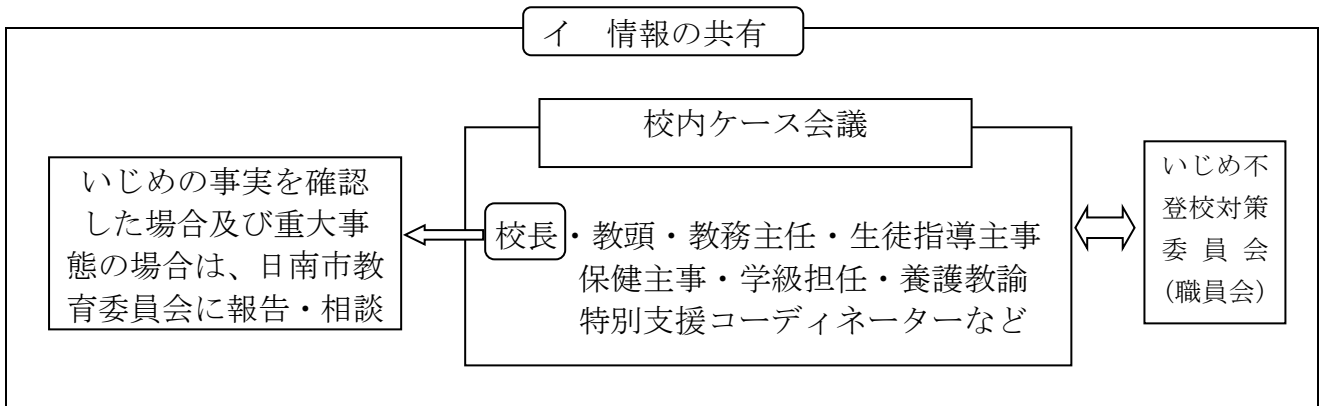 イ 情報の共有
校内ケース会議
いじめの事実を確認
した場合及び重大事
態の場合は、日南市教
育委員会に報告・相談
校長・教頭・教務主任・生徒指導主事
保健主事・学級担任・養護教諭
特別支援コーディネーターなど
いじめ不
登校対策
委員会
(職員会)